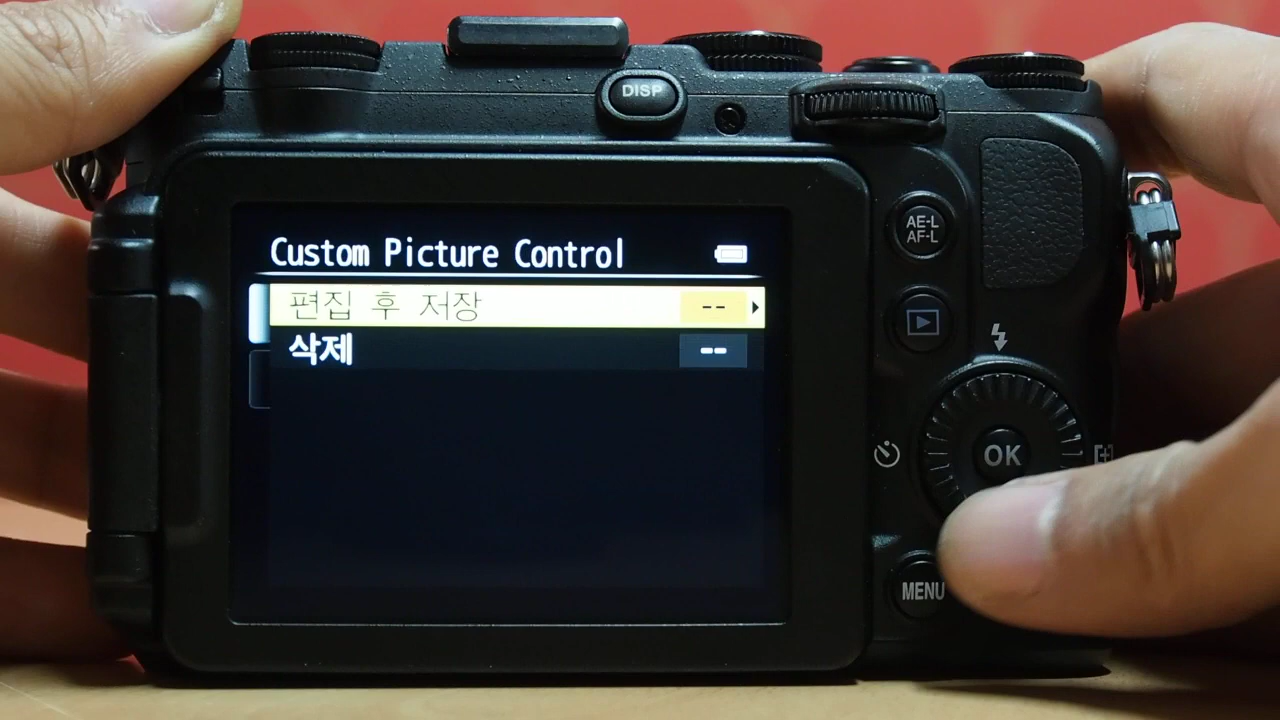 DISP
AE-L
AF-L
Custom Picture Control
편집 후 저장 --
삭제 --
OK
MENU